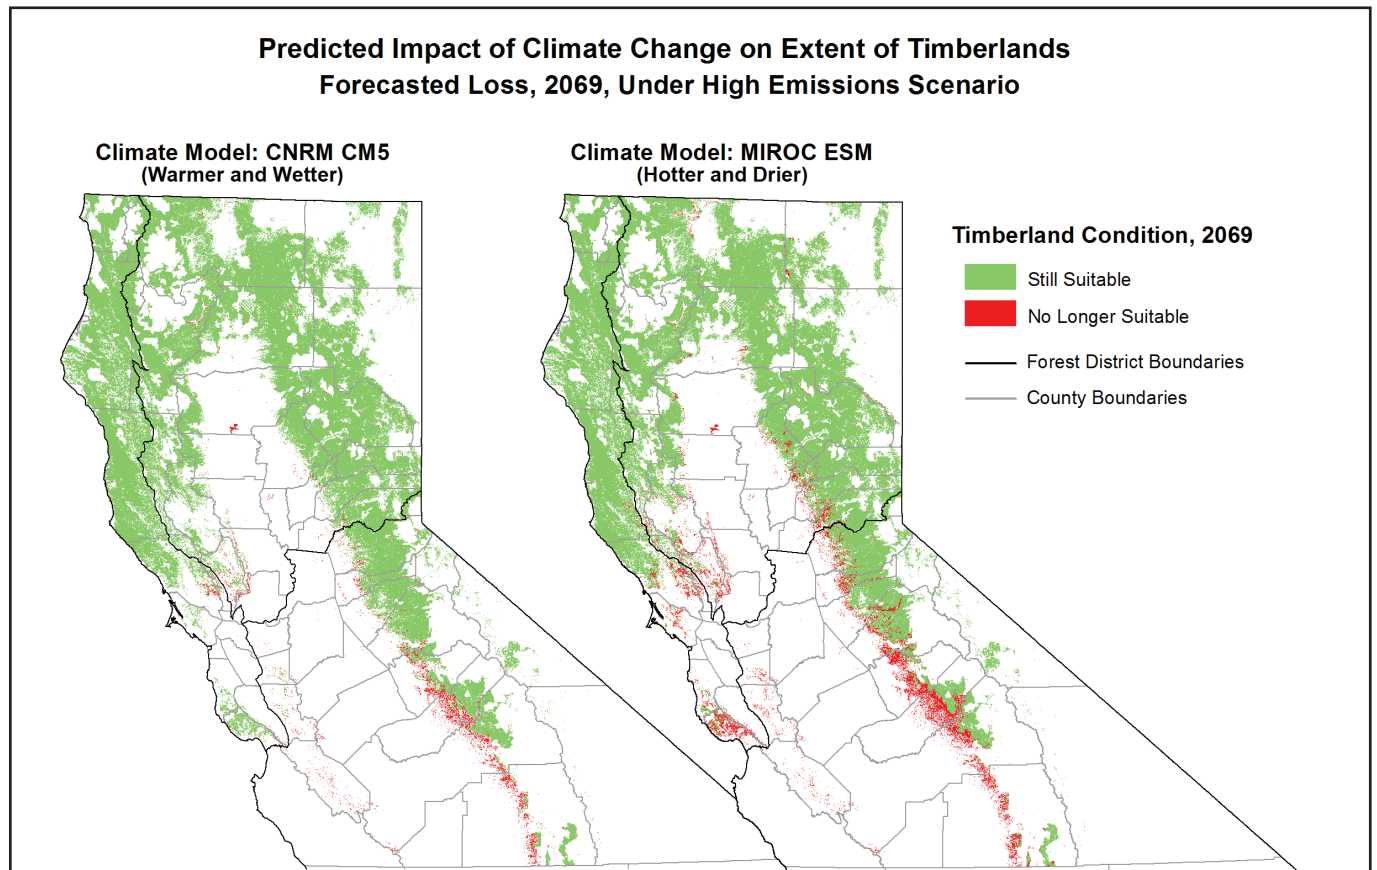 Predicted Impact of Climate Change on Extent of Timberlands
Forecasted Loss, 2069, Under High Emissions Scenario
Climate Model: CNRM CM5
(Warmer and Wetter)
Climate Model: MIROC ESM
(Hotter and Drier)
Timberland Condition, 2069
Still Suitable
No Longer Suitable
Forest District Boundaries
County Boundaries